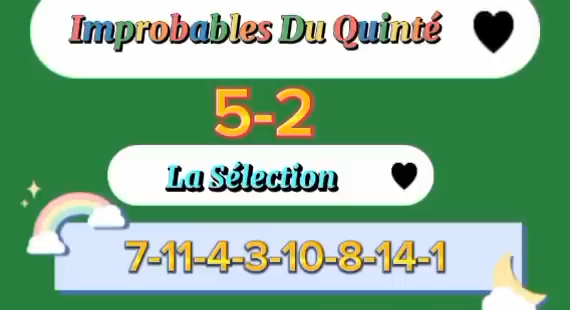 Improbables Du Quinté
5-2
La Sélection
7-11-4-3-10-8-14-1